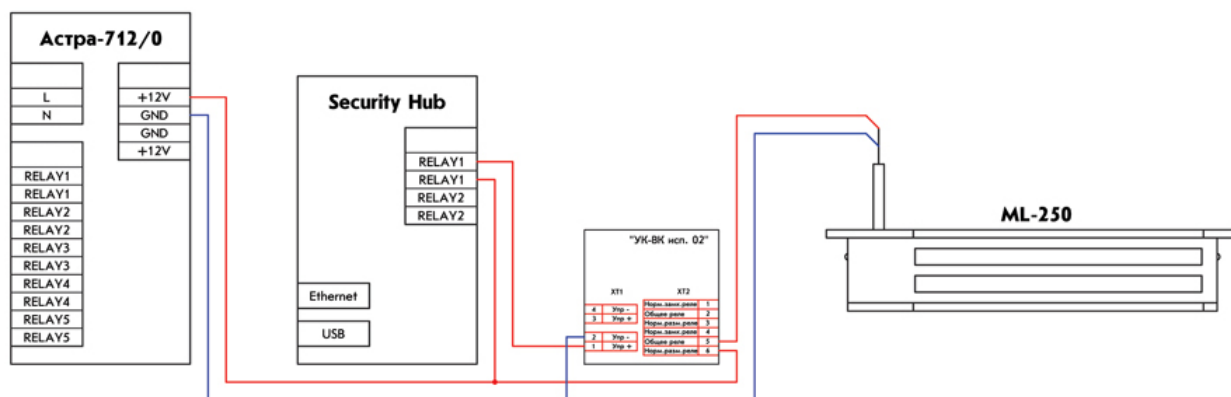 Астра-712/0
L
N
+12V
GND
GND
+12V
RELAY1
RELAY1
RELAY2
RELAY2
RELAY3
RELAY3
RELAY4
RELAY4
RELAY5
RELAY5
Security Hub
RELAY1
RELAY1
RELAY2
RELAY2
Ethernet
USB
"УК-ВК исп. 02"
XT1 XT2
4 Упр -
3 Упр +
2 Упр -
1 Упр +
Норм.замк.реле 1
Общее реле 2
Норм.разм.реле 3
Норм.замк.реле 4
Общее реле 5
Норм.разм.реле 6
ML-250